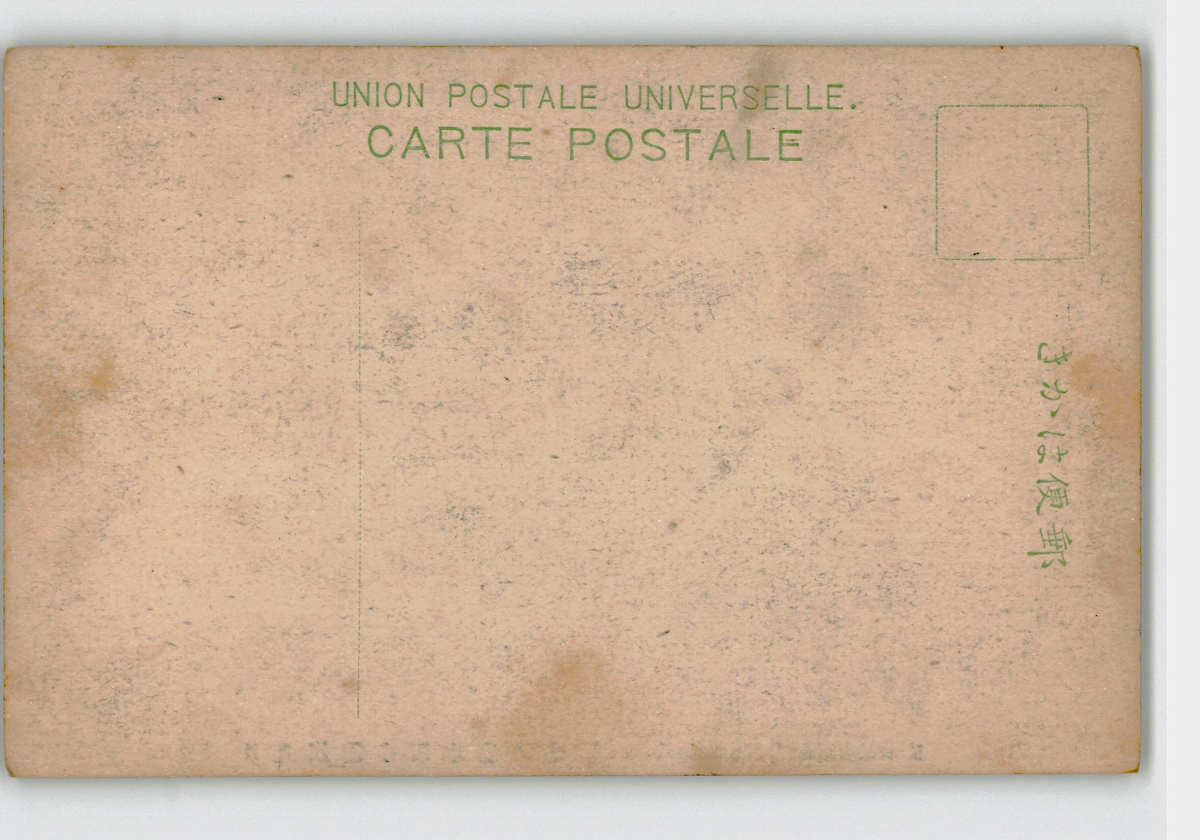 UNION POSTALE UNIVERSELLE.
CARTE POSTALE
郵便はかき